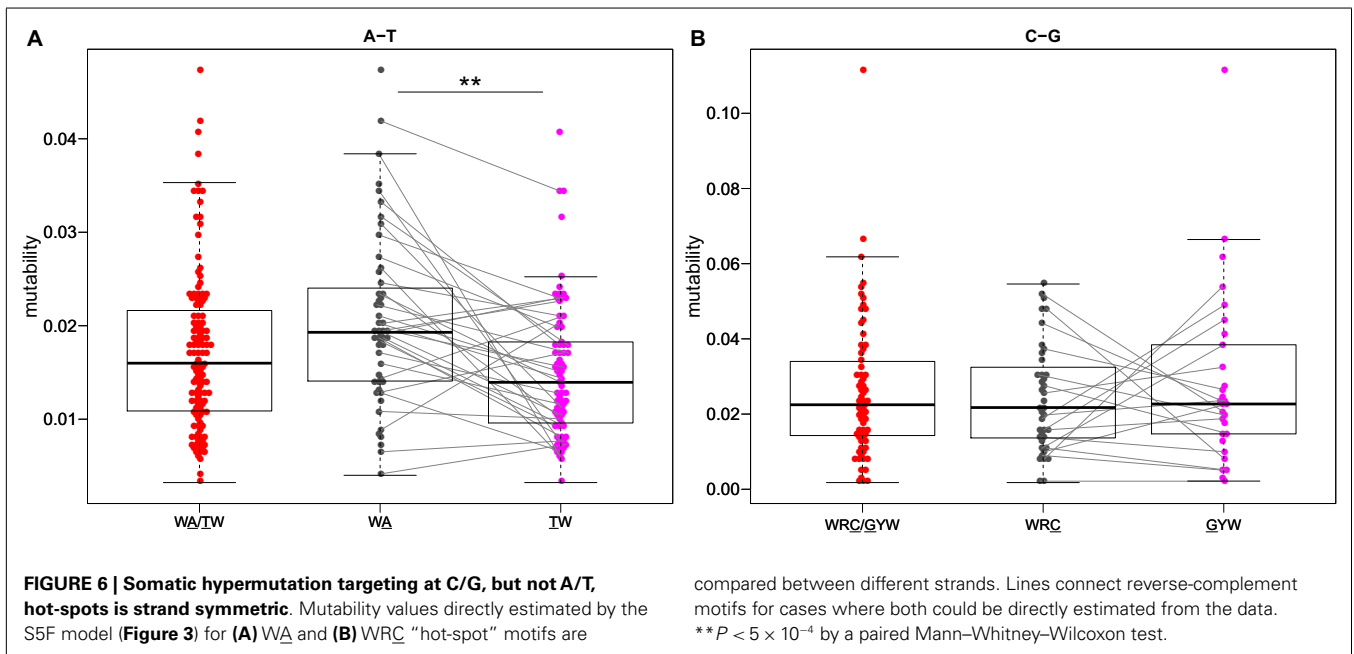 A
A–T
**
mutability
0.04
0.03
0.02
0.01
WA/TW
WA
TW
B
C–G
mutability
0.10
0.08
0.06
0.04
0.02
0.00
WRC/GYW
WRC
GYW
FIGURE 6 | Somatic hypermutation targeting at C/G, but not A/T,
hot-spots is strand symmetric. Mutability values directly estimated by the
S5F model (Figure 3) for (A) WA and (B) WRC “hot-spot” motifs are
compared between different strands. Lines connect reverse-complement
motifs for cases where both could be directly estimated from the data.
**P < 5 × 10⁻⁴ by a paired Mann–Whitney–Wilcoxon test.